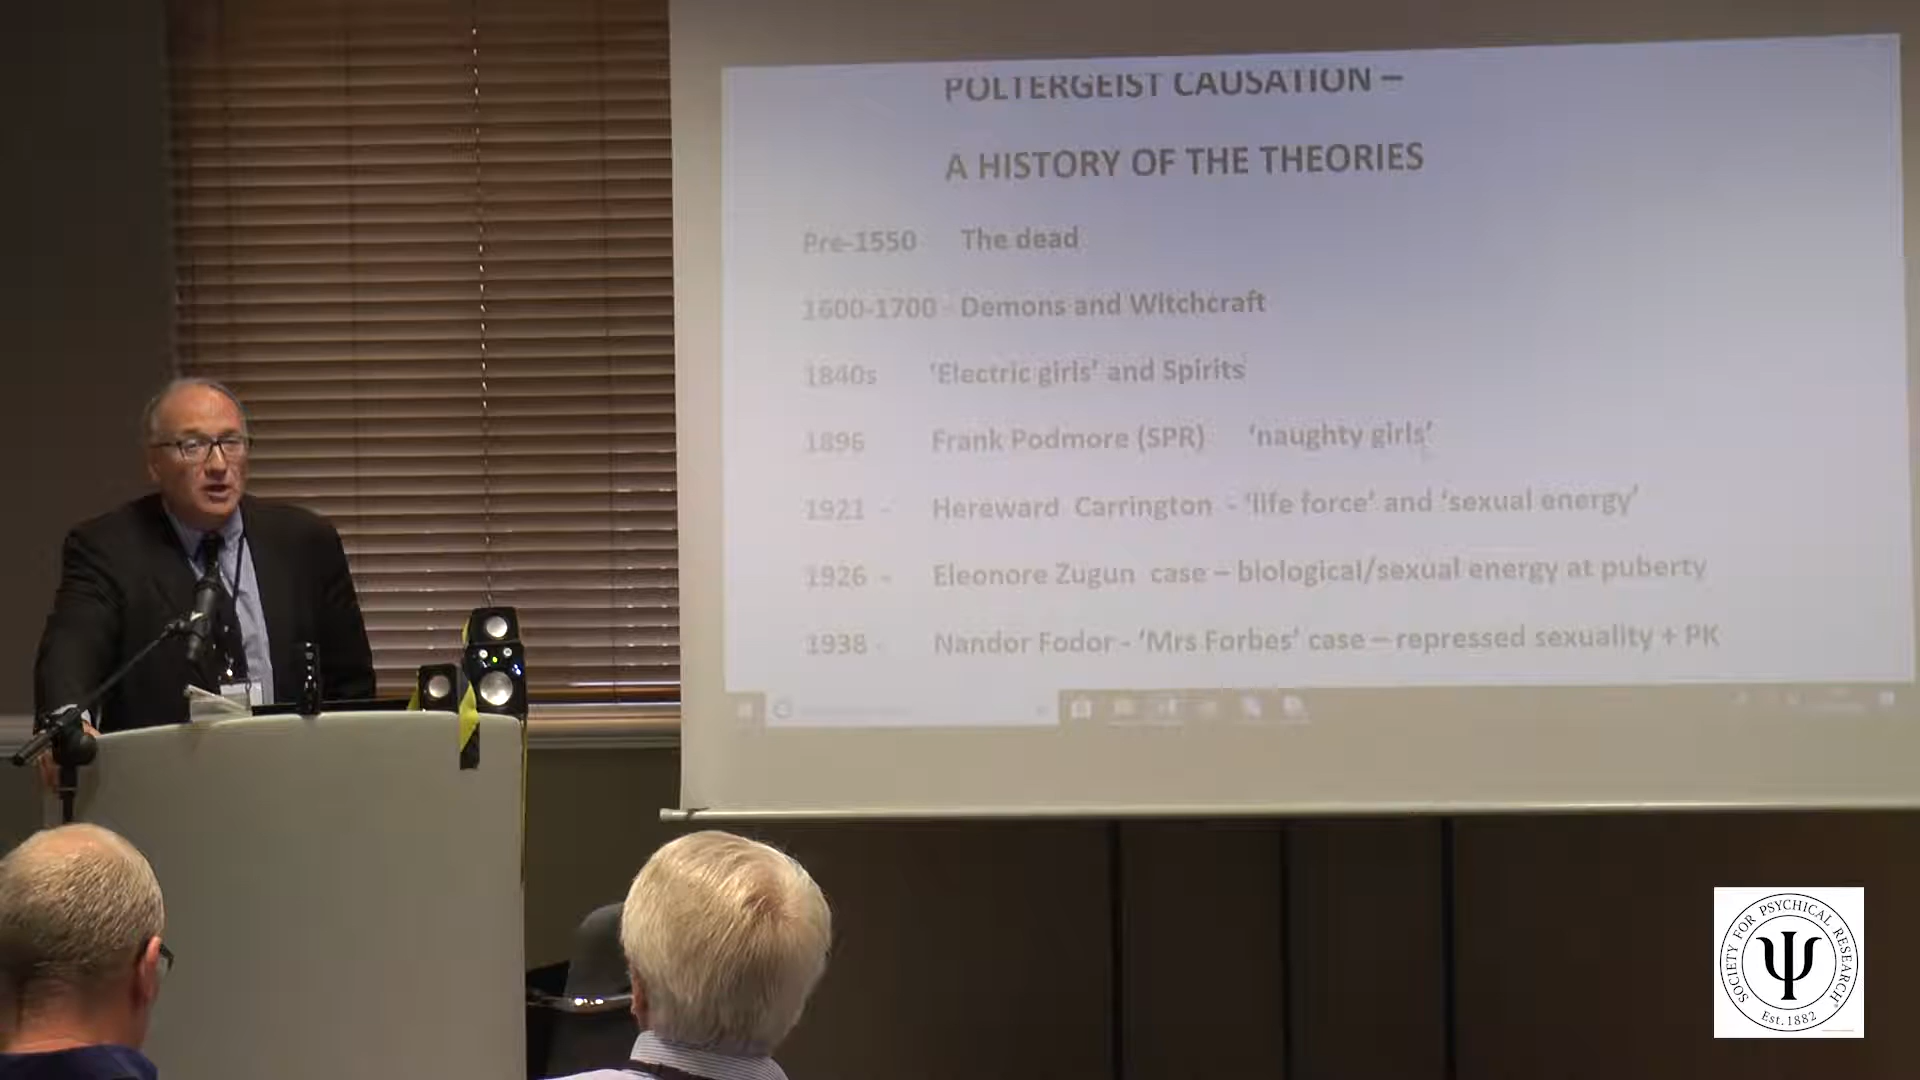 POLTERGEIST CAUSATION –
A HISTORY OF THE THEORIES
Pre-1550 The dead
1600-1700 Demons and Witchcraft
1840s ‘Electric girls’ and Spirits
1896 Frank Podmore (SPR) ‘naughty girls’
1921 - Hereward Carrington - ‘life force’ and ‘sexual energy’
1926 - Eleonore Zugun case – biological/sexual energy at puberty
1938 - Nandor Fodor - ‘Mrs Forbes’ case – repressed sexuality + PK
SOCIETY FOR PSYCHICAL RESEARCH
Ψ
Est. 1882